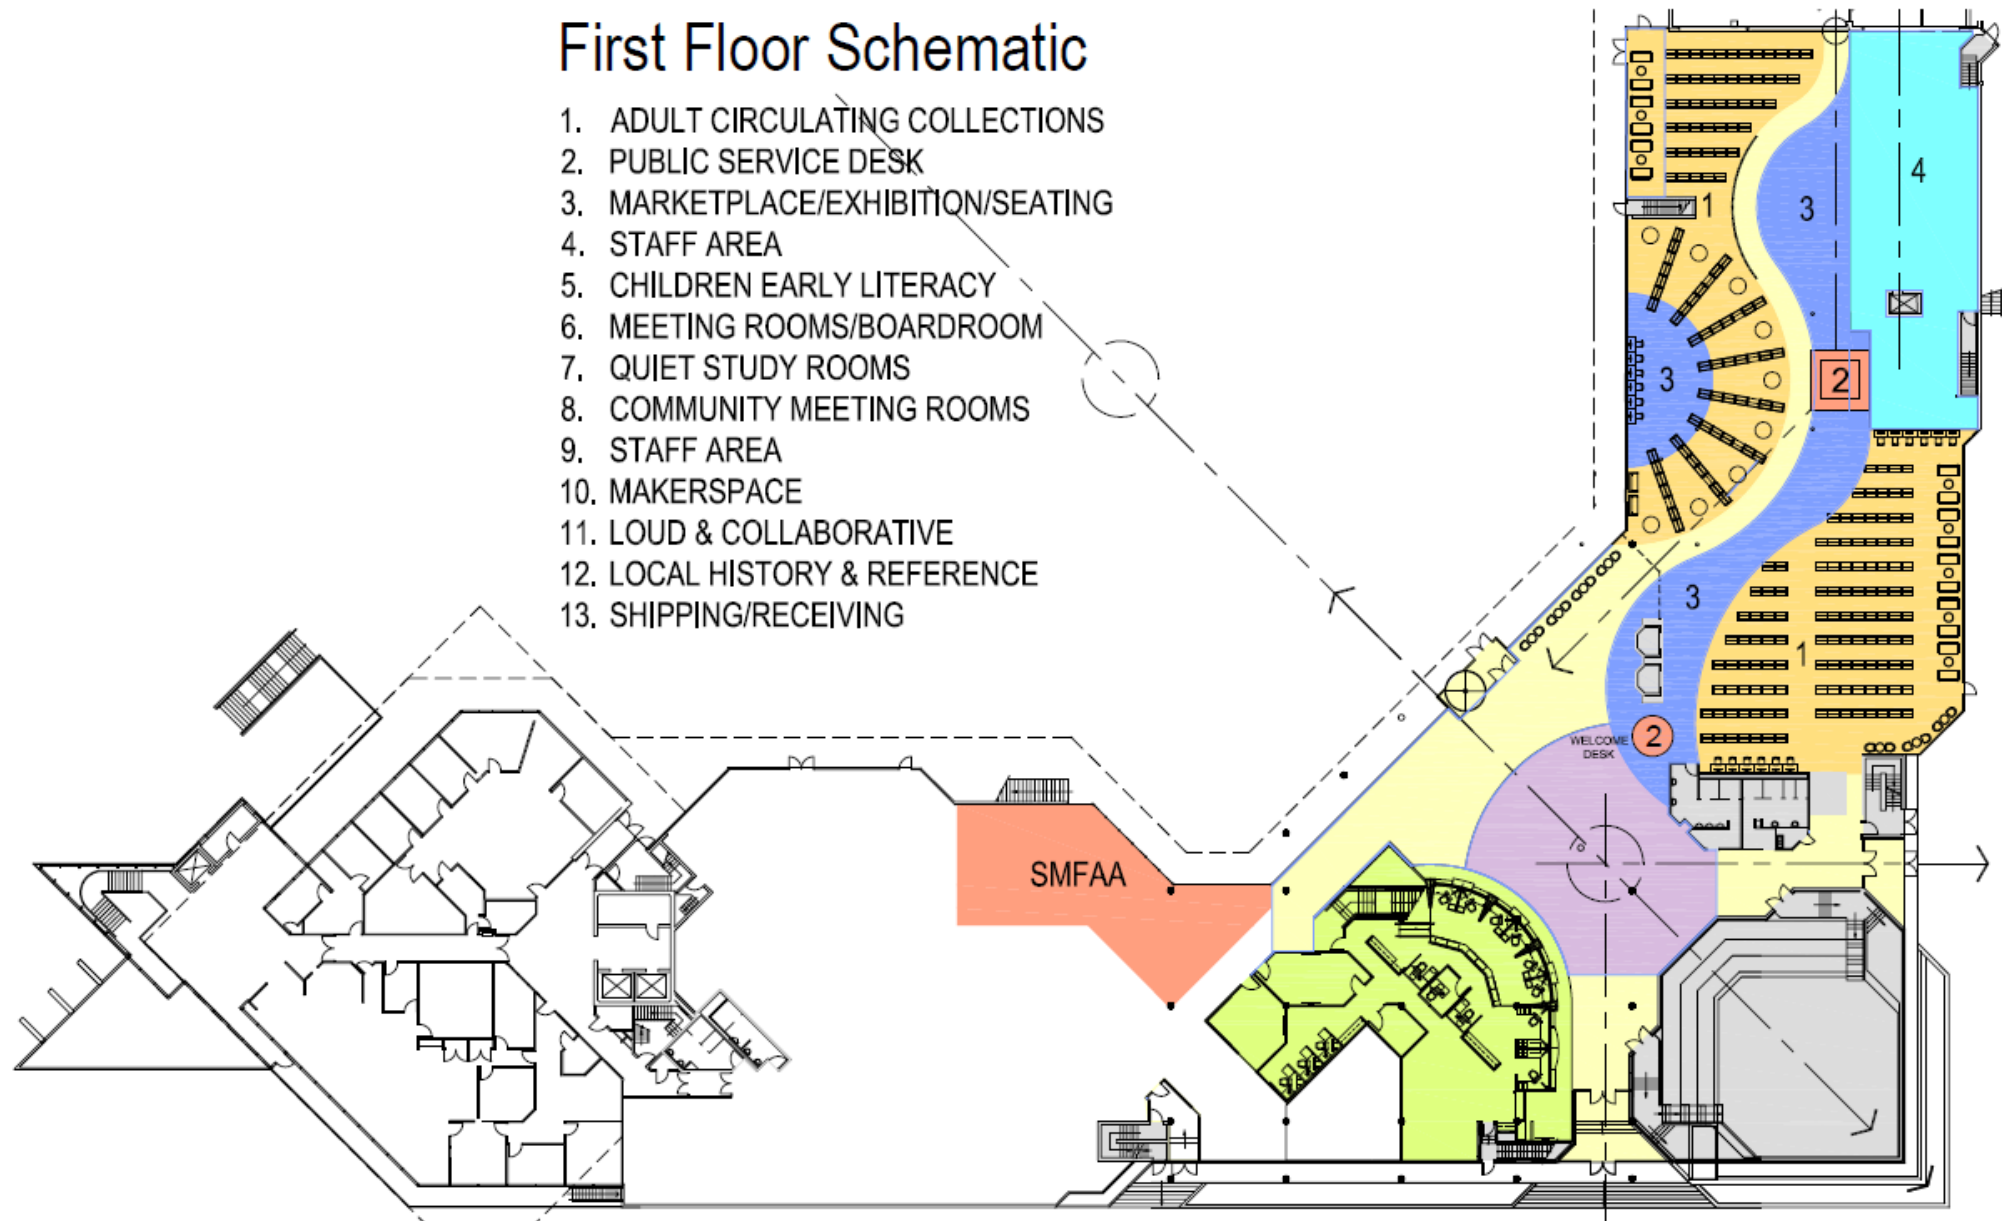 First Floor Schematic
1. ADULT CIRCULATING COLLECTIONS
2. PUBLIC SERVICE DESK
3. MARKETPLACE/EXHIBITION/SEATING
4. STAFF AREA
5. CHILDREN EARLY LITERACY
6. MEETING ROOMS/BOARDROOM
7. QUIET STUDY ROOMS
8. COMMUNITY MEETING ROOMS
9. STAFF AREA
10. MAKERSPACE
11. LOUD & COLLABORATIVE
12. LOCAL HISTORY & REFERENCE
13. SHIPPING/RECEIVING
4
1
3
3
2
3
1
WELCOME
DESK
2
SMFAA